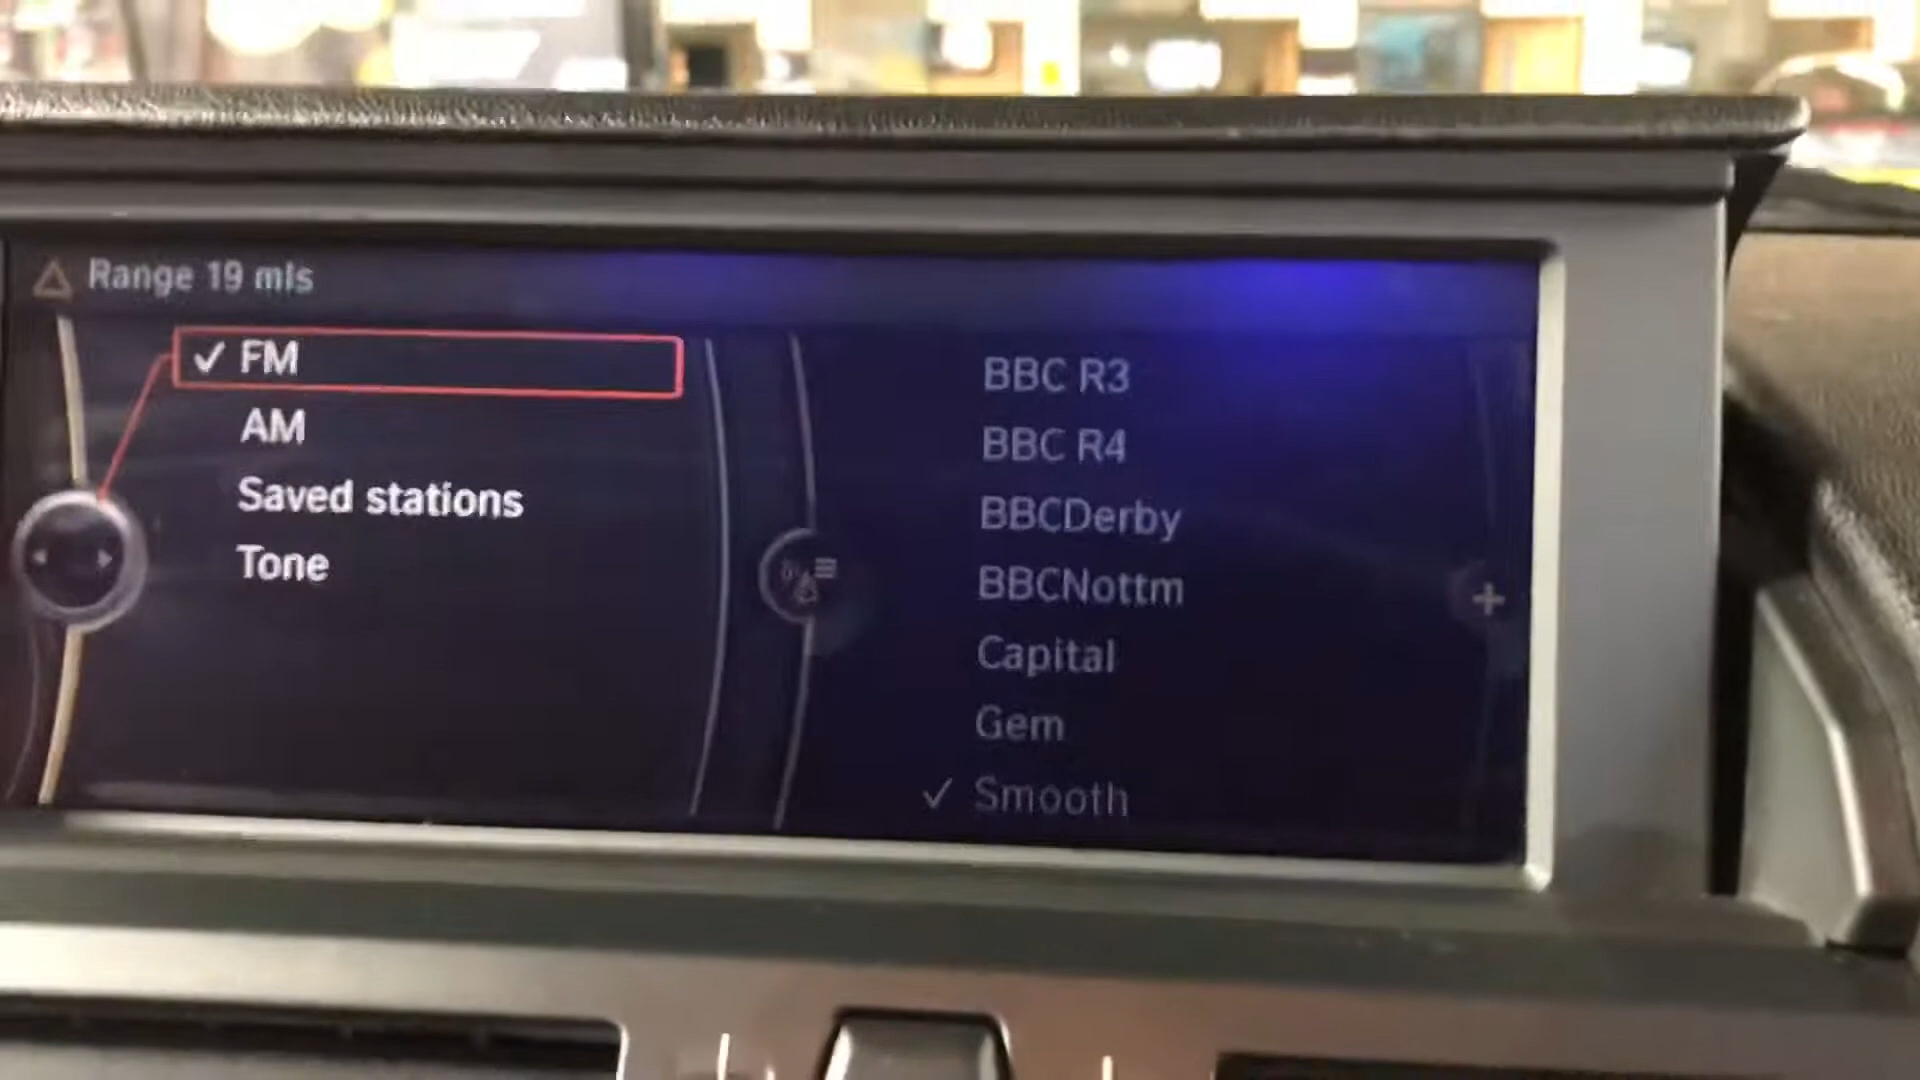 Range 19 mls
✓ FM
AM
Saved stations
Tone
BBC R3
BBC R4
BBCDerby
BBCNottm
Capital
Gem
✓ Smooth